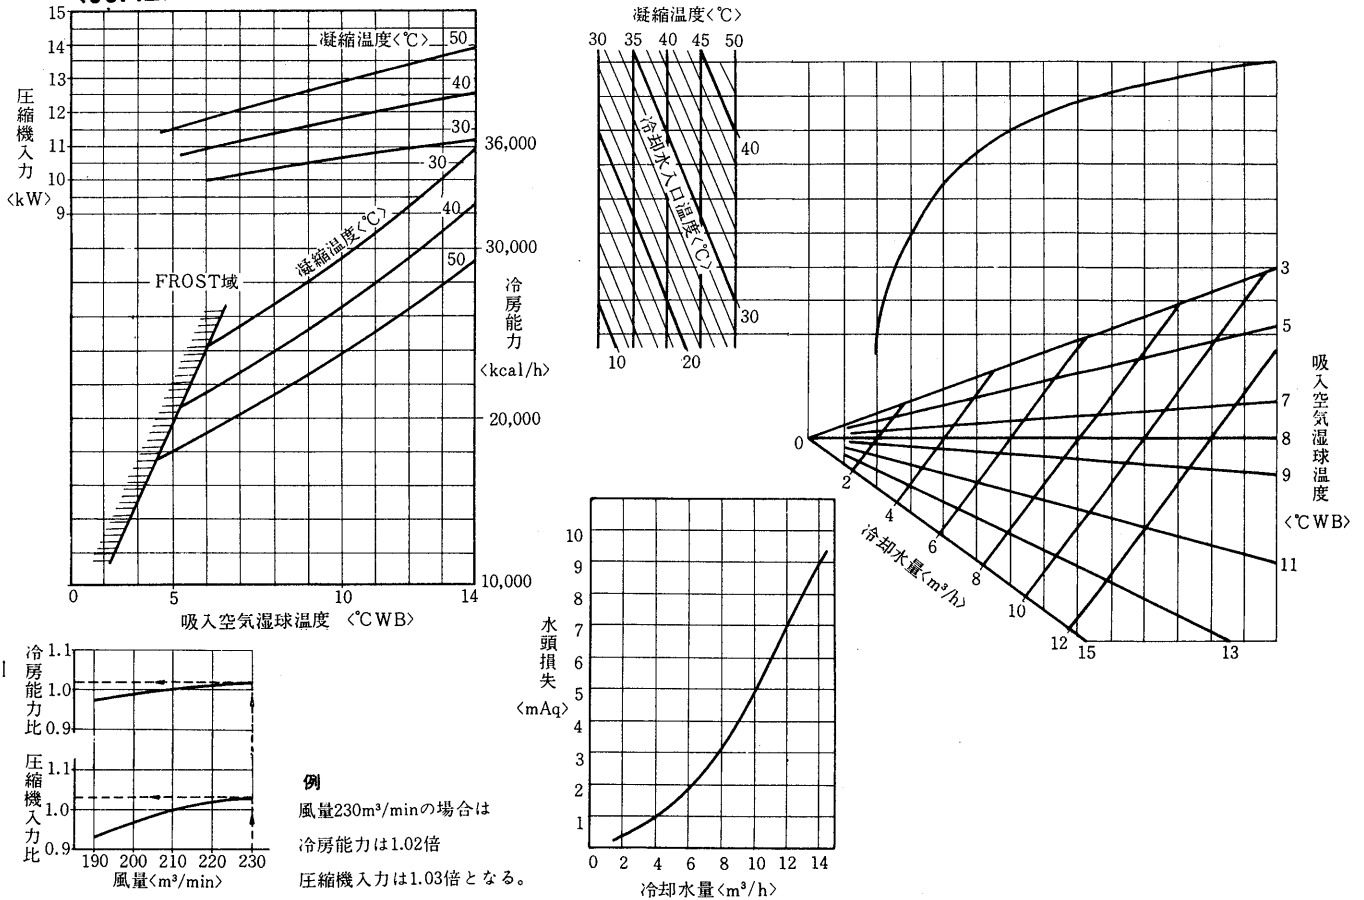 15
14
13
12
11
10
9
圧縮機入力
<kW>
凝縮温度<℃>
50
40
30
36,000
30,000
20,000
10,000
冷房能力
<kcal/h>
30
40
50
凝縮温度<℃>
FROST域
0
5
10
14
吸入空気湿球温度 <℃WB>
凝縮温度<℃>
30 35 40 45 50
冷却水入口温度<℃>
40
30
10
20
0
3
5
7
8
9
11
13
15
吸入空気湿球温度
<℃WB>
2
4
6
8
10
12
冷却水量<m³/h>
冷房能力比
1.1
1.0
0.9
圧縮機入力比
1.1
1.0
0.9
190 200 210 220 230
風量<m³/min>
例
風量230m³/minの場合は
冷房能力は1.02倍
圧縮機入力は1.03倍となる。
水頭損失
<mAq>
10
9
8
7
6
5
4
3
2
1
0 2 4 6 8 10 12 14
冷却水量<m³/h>